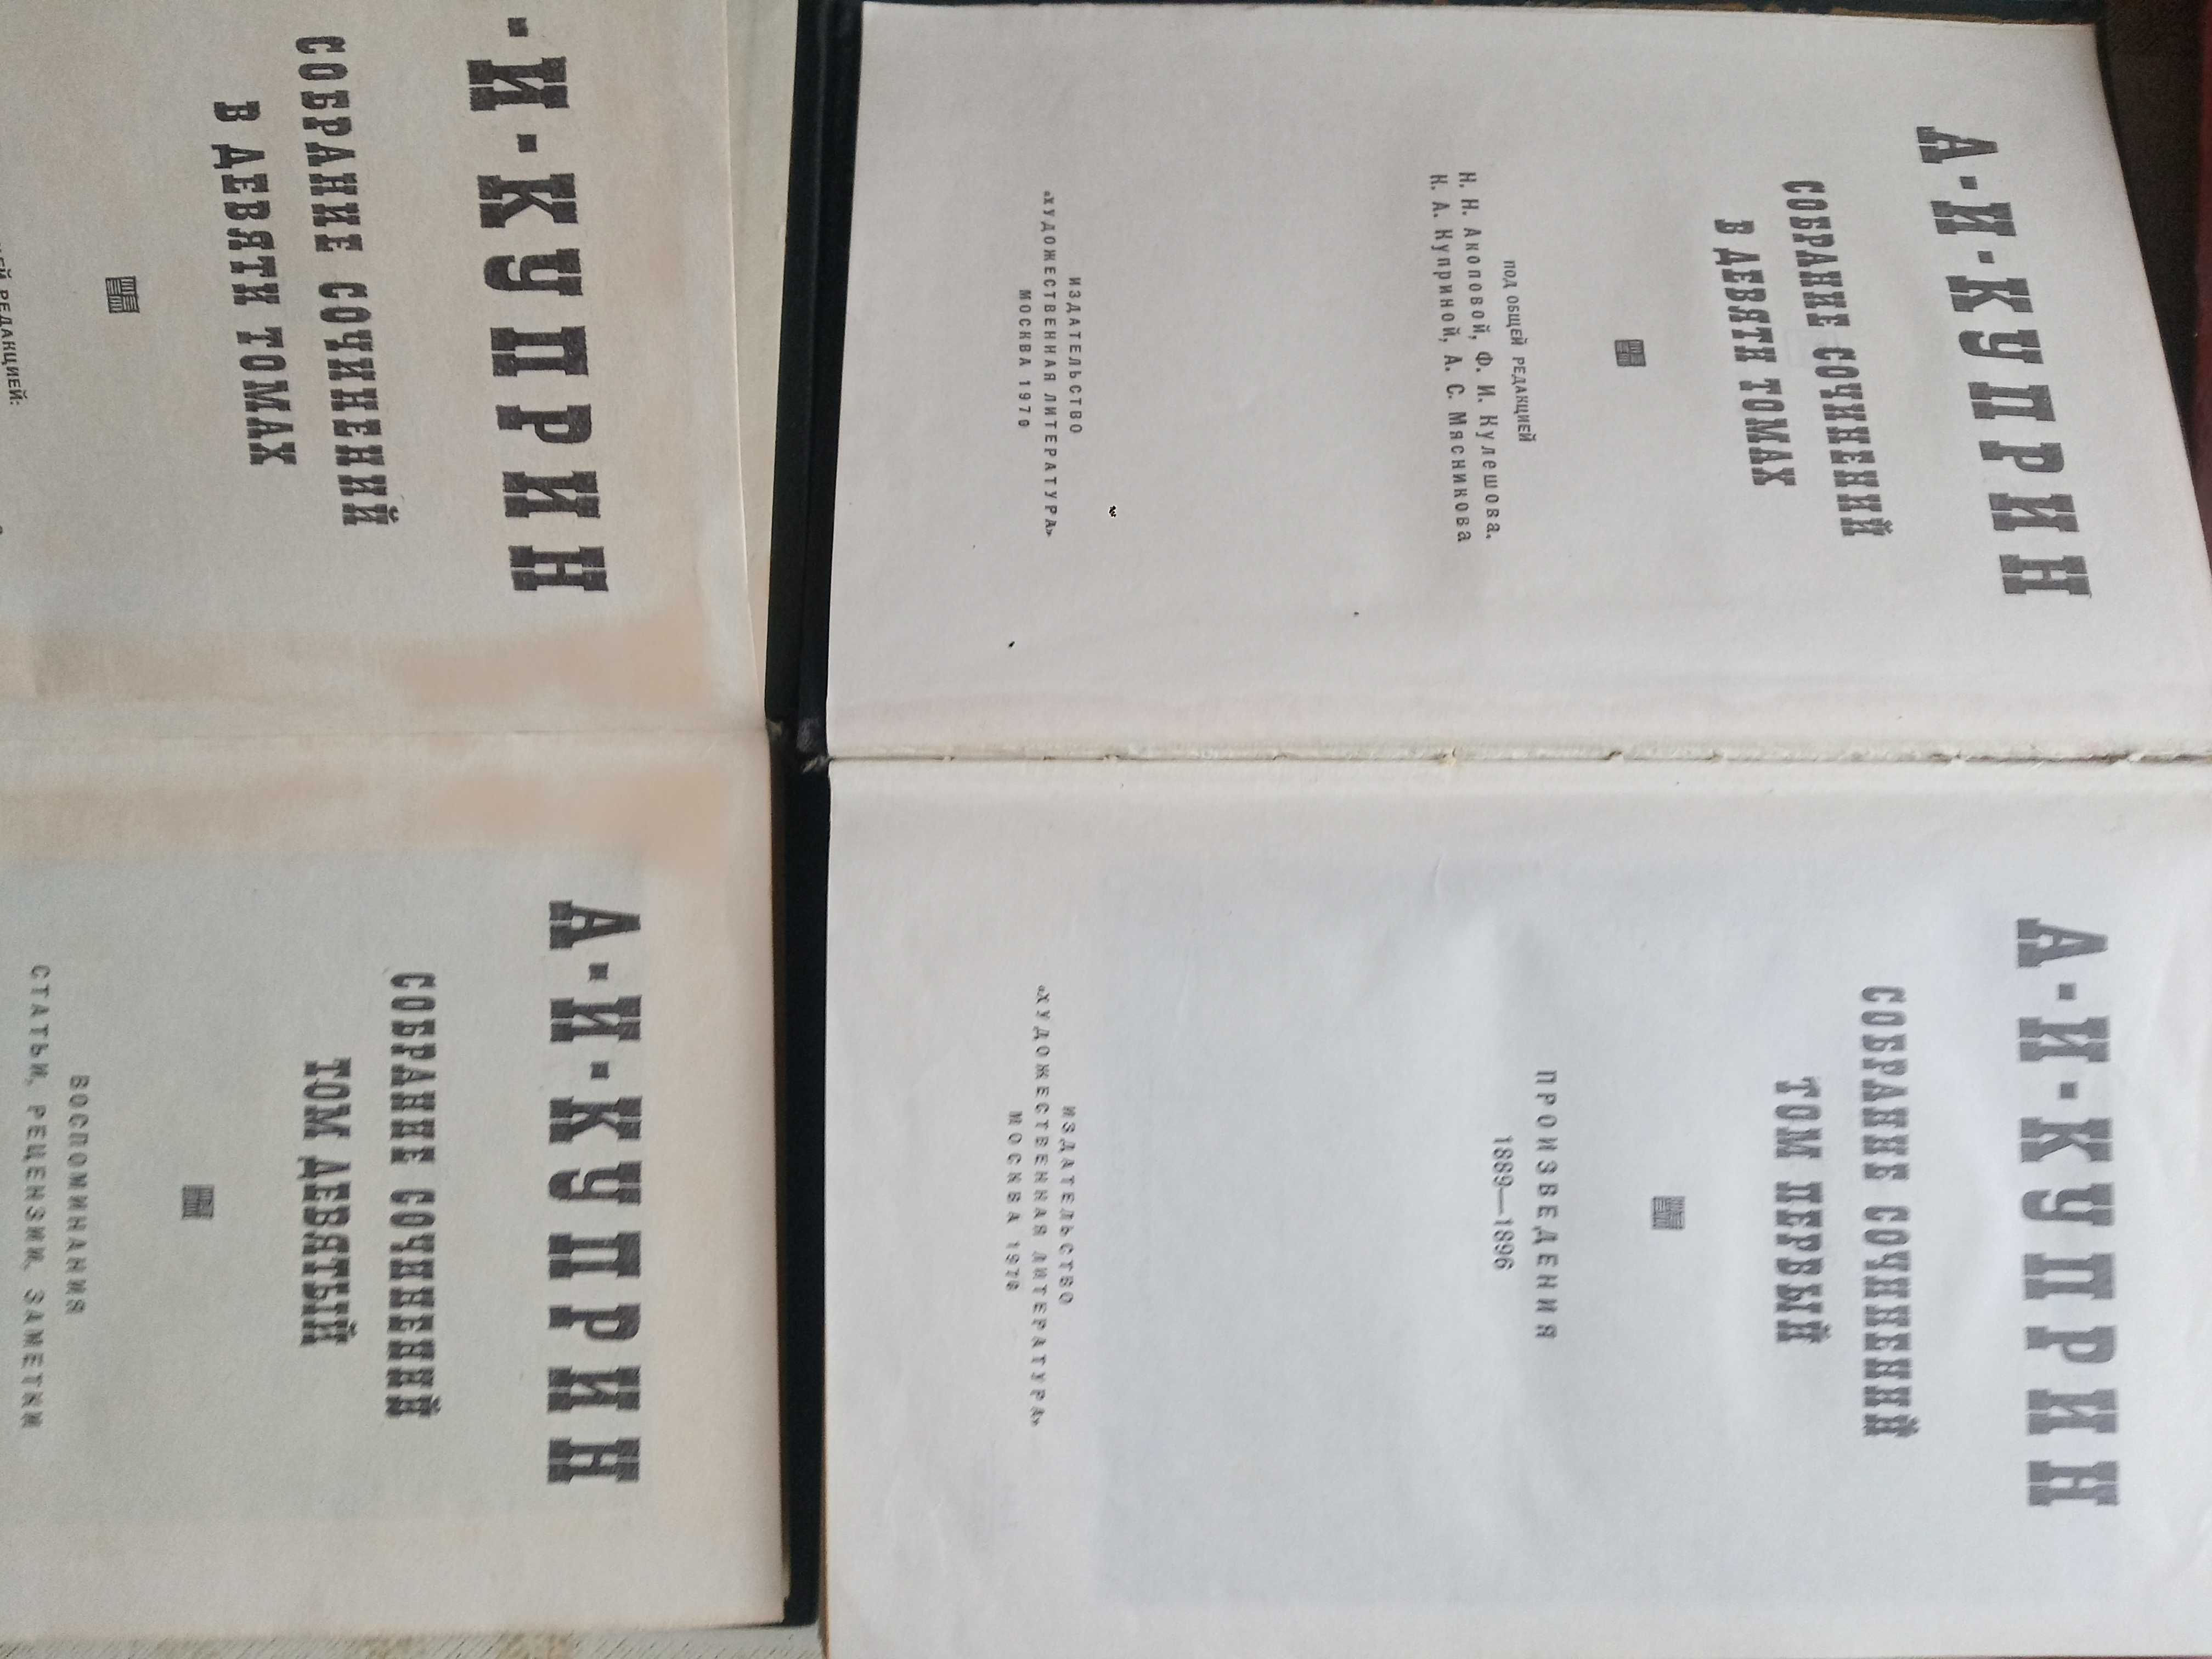 А·И·КУПРИН
СОБРАНИЕ СОЧИНЕНИЙ
В ДЕВЯТИ ТОМАХ
ПОД ОБЩЕЙ РЕДАКЦИЕЙ
Н. Н. Акоповой, Ф. И. Кулешова.
К. А. Куприной, А. С. Мясникова
ИЗДАТЕЛЬСТВО
«ХУДОЖЕСТВЕННАЯ ЛИТЕРАТУРА»
МОСКВА 1970
А·И·КУПРИН
СОБРАНИЕ СОЧИНЕНИЙ
ТОМ ПЕРВЫЙ
ПРОИЗВЕДЕНИЯ
1889—1896
ИЗДАТЕЛЬСТВО
«ХУДОЖЕСТВЕННАЯ ЛИТЕРАТУРА»
МОСКВА 1970
·И·КУПРИН
СОБРАНИЕ СОЧИНЕНИЙ
В ДЕВЯТИ ТОМАХ
РЕДАКЦИЕЙ:
А·И·КУПРИН
СОБРАНИЕ СОЧИНЕНИЙ
ТОМ ДЕВЯТЫЙ
ВОСПОМИНАНИЯ
СТАТЬИ, РЕЦЕНЗИИ, ЗАМЕТКИ